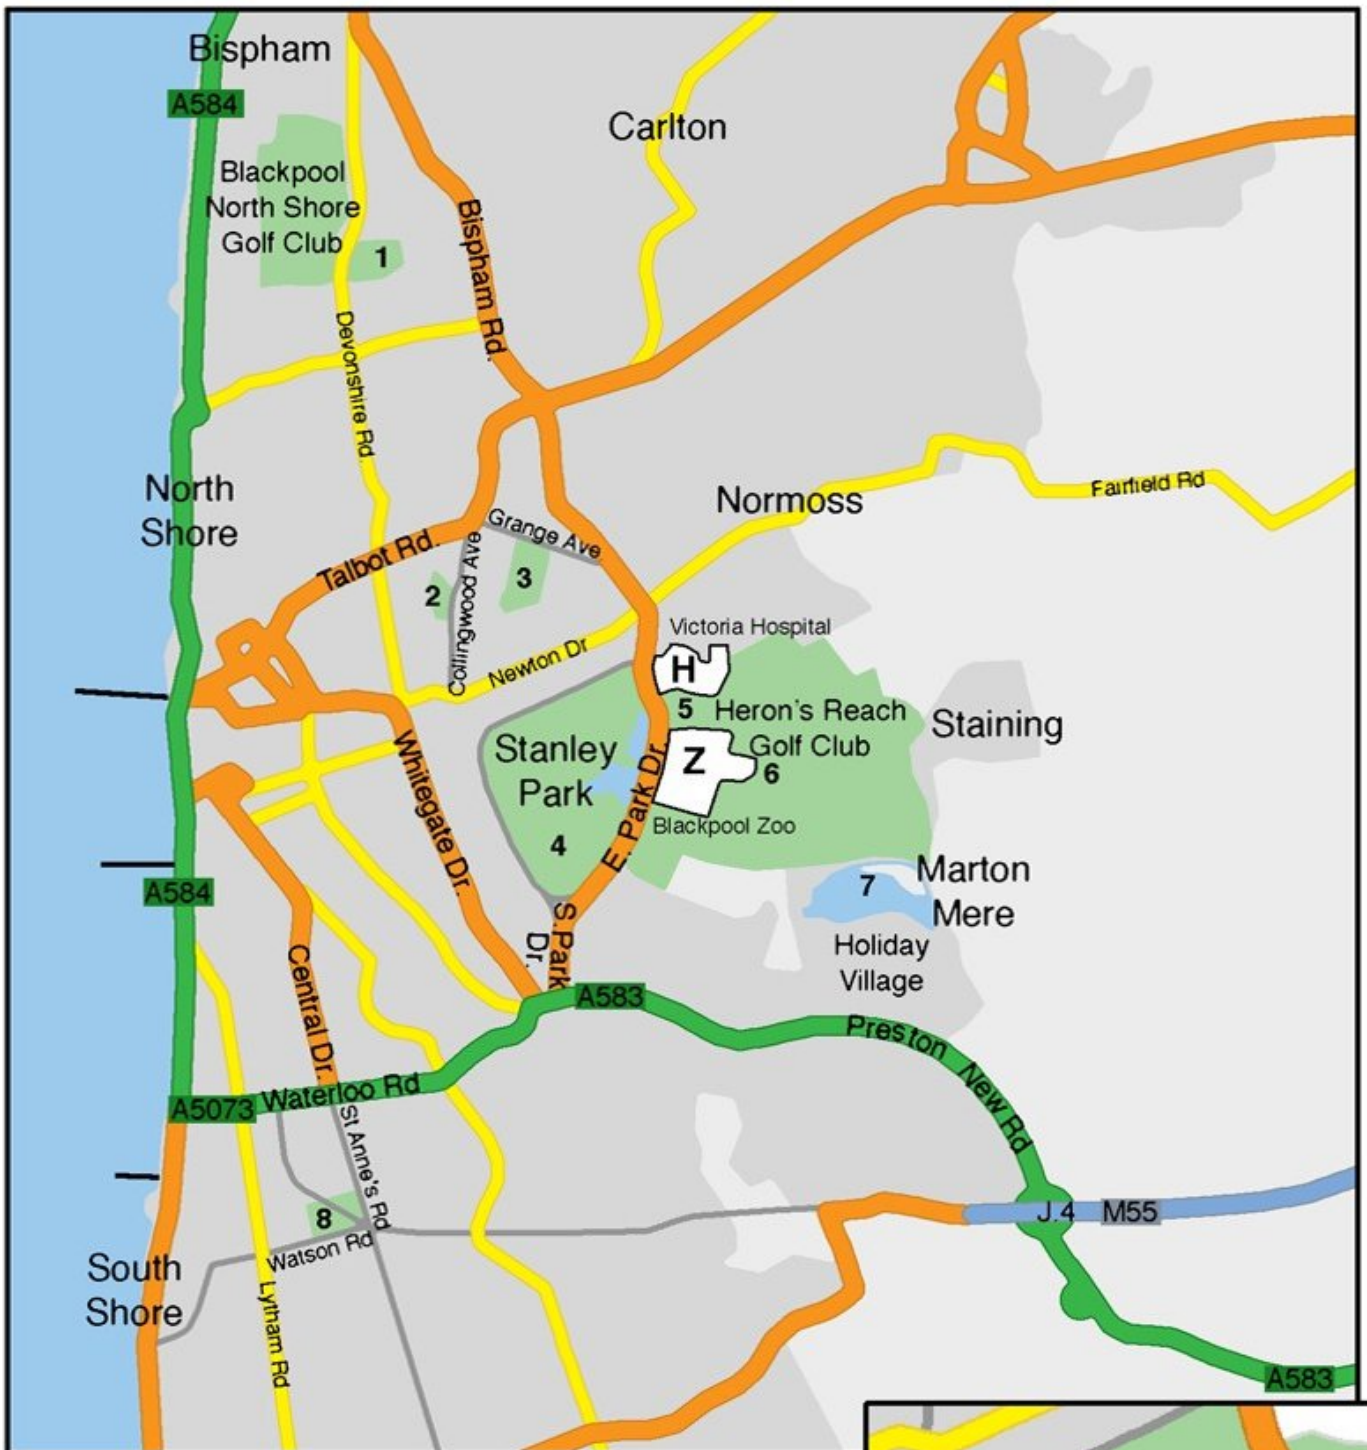 Bispham
A584
Carlton
Blackpool
North Shore
Golf Club
1
Bispham Rd.
Devonshire Rd.
North
Shore
Normoss
Fairfield Rd
Talbot Rd.
Grange Ave
Collingwood Ave
2
3
Newton Dr
Victoria Hospital
H
5
Heron's Reach
Golf Club
Staining
Stanley
Park
Z
6
Whitegate Dr.
E. Park Dr.
Blackpool Zoo
4
A584
7
Marton
Mere
S. Park
Dr.
Holiday
Village
Central Dr.
A583
Preston
New Rd
A5073
Waterloo Rd
St Anne's Rd
8
Watson Rd
J.4
M55
South
Shore
Lytham Rd
A583